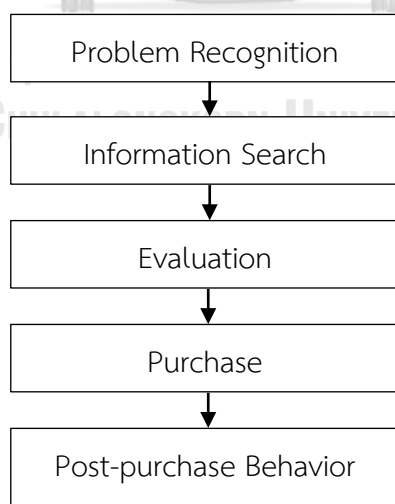 Problem Recognition
Information Search
Evaluation
Purchase
Post-purchase Behavior